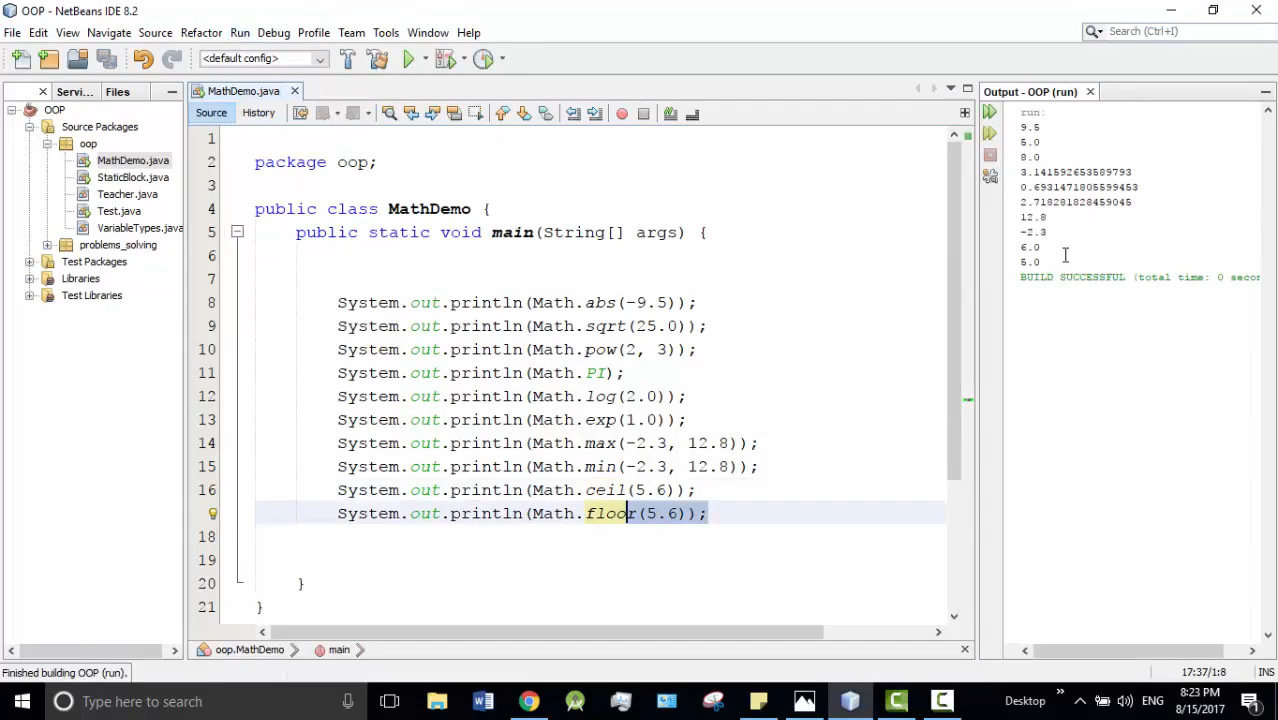 OOP - NetBeans IDE 8.2
File Edit View Navigate Source Refactor Run Debug Profile Team Tools Window Help
Search (Ctrl+I)
<default config>
Servi... Files
MathDemo.java
Output - OOP (run)
Source History
OOP
Source Packages
oop
MathDemo.java
StaticBlock.java
Teacher.java
Test.java
VariableTypes.java
problems_solving
Test Packages
Libraries
Test Libraries
1
2 package oop;
3
4 public class MathDemo {
5 public static void main(String[] args) {
6
7
8 System.out.println(Math.abs(-9.5));
9 System.out.println(Math.sqrt(25.0));
10 System.out.println(Math.pow(2, 3));
11 System.out.println(Math.PI);
12 System.out.println(Math.log(2.0));
13 System.out.println(Math.exp(1.0));
14 System.out.println(Math.max(-2.3, 12.8));
15 System.out.println(Math.min(-2.3, 12.8));
16 System.out.println(Math.ceil(5.6));
System.out.println(Math.floor(5.6));
18
19
20 }
21 }
run:
9.5
5.0
8.0
3.141592653589793
0.6931471805599453
2.718281828459045
12.8
-2.3
6.0
5.0
BUILD SUCCESSFUL (total time: 0 secon
oop.MathDemo main
Finished building OOP (run).
17:37/1:8 INS
Type here to search
Desktop
ENG
8:23 PM
8/15/2017
1